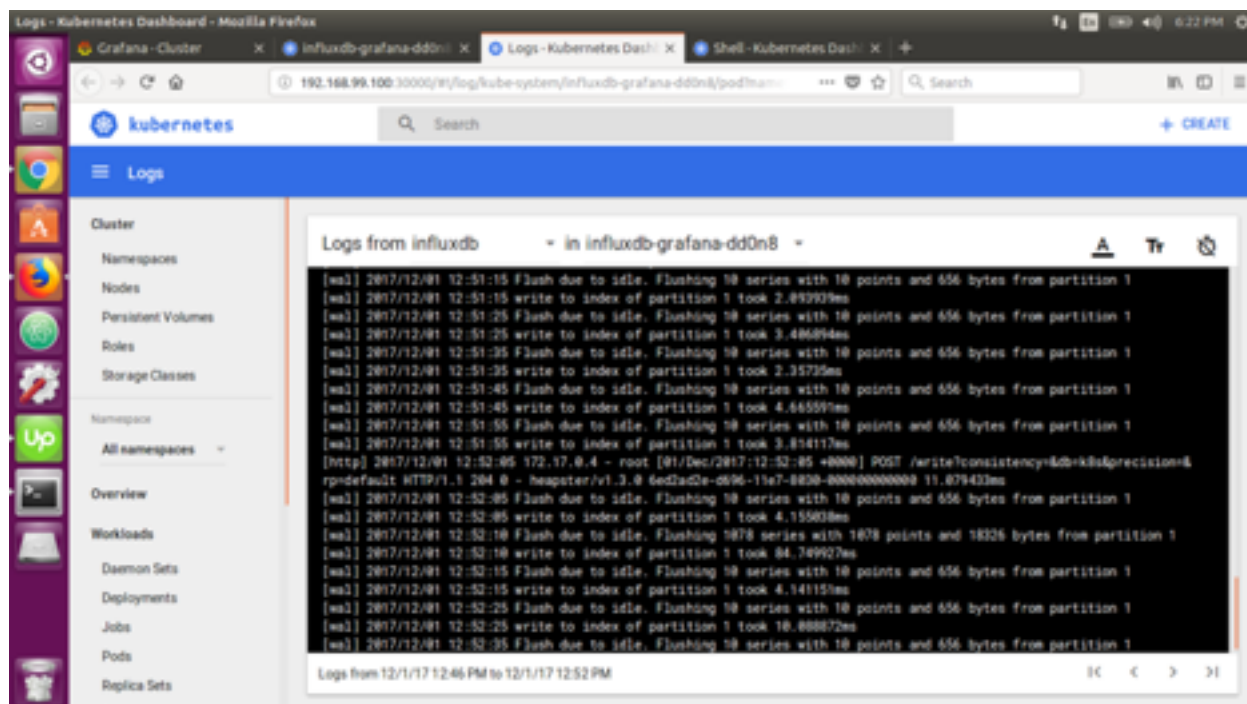 Logs - Kubernetes Dashboard - Mozilla Firefox
En
6:22 PM
Grafana - Cluster
influxdb-grafana-dd0n8
Logs - Kubernetes Dash
Shell - Kubernetes Dash
192.168.99.100:30000/#!/log/kube-system/influxdb-grafana-dd0n8/pod?name
Search
kubernetes
Search
+ CREATE
Logs
Cluster
Namespaces
Nodes
Persistent Volumes
Roles
Storage Classes
Namespace
All namespaces
Overview
Workloads
Daemon Sets
Deployments
Jobs
Pods
Replica Sets
Up
Logs from influxdb in influxdb-grafana-dd0n8
[wal] 2017/12/01 12:51:15 Flush due to idle. Flushing 10 series with 10 points and 656 bytes from partition 1
[wal] 2017/12/01 12:51:15 write to index of partition 1 took 2.093939ms
[wal] 2017/12/01 12:51:25 Flush due to idle. Flushing 10 series with 10 points and 656 bytes from partition 1
[wal] 2017/12/01 12:51:25 write to index of partition 1 took 3.406894ms
[wal] 2017/12/01 12:51:35 Flush due to idle. Flushing 10 series with 10 points and 656 bytes from partition 1
[wal] 2017/12/01 12:51:35 write to index of partition 1 took 2.35735ms
[wal] 2017/12/01 12:51:45 Flush due to idle. Flushing 10 series with 10 points and 656 bytes from partition 1
[wal] 2017/12/01 12:51:45 write to index of partition 1 took 4.665591ms
[wal] 2017/12/01 12:51:55 Flush due to idle. Flushing 10 series with 10 points and 656 bytes from partition 1
[wal] 2017/12/01 12:51:55 write to index of partition 1 took 3.814117ms
[http] 2017/12/01 12:52:05 172.17.0.4 - root [01/Dec/2017:12:52:05 +0000] POST /write?consistency=&db=k8s&precision=&
rp=default HTTP/1.1 204 0 - heapster/v1.3.0 6ed2ad2e-d696-11e7-8030-000000000000 11.079433ms
[wal] 2017/12/01 12:52:05 Flush due to idle. Flushing 10 series with 10 points and 656 bytes from partition 1
[wal] 2017/12/01 12:52:05 write to index of partition 1 took 4.155038ms
[wal] 2017/12/01 12:52:10 Flush due to idle. Flushing 1078 series with 1078 points and 18326 bytes from partition 1
[wal] 2017/12/01 12:52:10 write to index of partition 1 took 84.749927ms
[wal] 2017/12/01 12:52:15 Flush due to idle. Flushing 10 series with 10 points and 656 bytes from partition 1
[wal] 2017/12/01 12:52:15 write to index of partition 1 took 4.141151ms
[wal] 2017/12/01 12:52:25 Flush due to idle. Flushing 10 series with 10 points and 656 bytes from partition 1
[wal] 2017/12/01 12:52:25 write to index of partition 1 took 10.088872ms
[wal] 2017/12/01 12:52:35 Flush due to idle. Flushing 10 series with 10 points and 656 bytes from partition 1
Logs from 12/1/17 12:46 PM to 12/1/17 12:52 PM